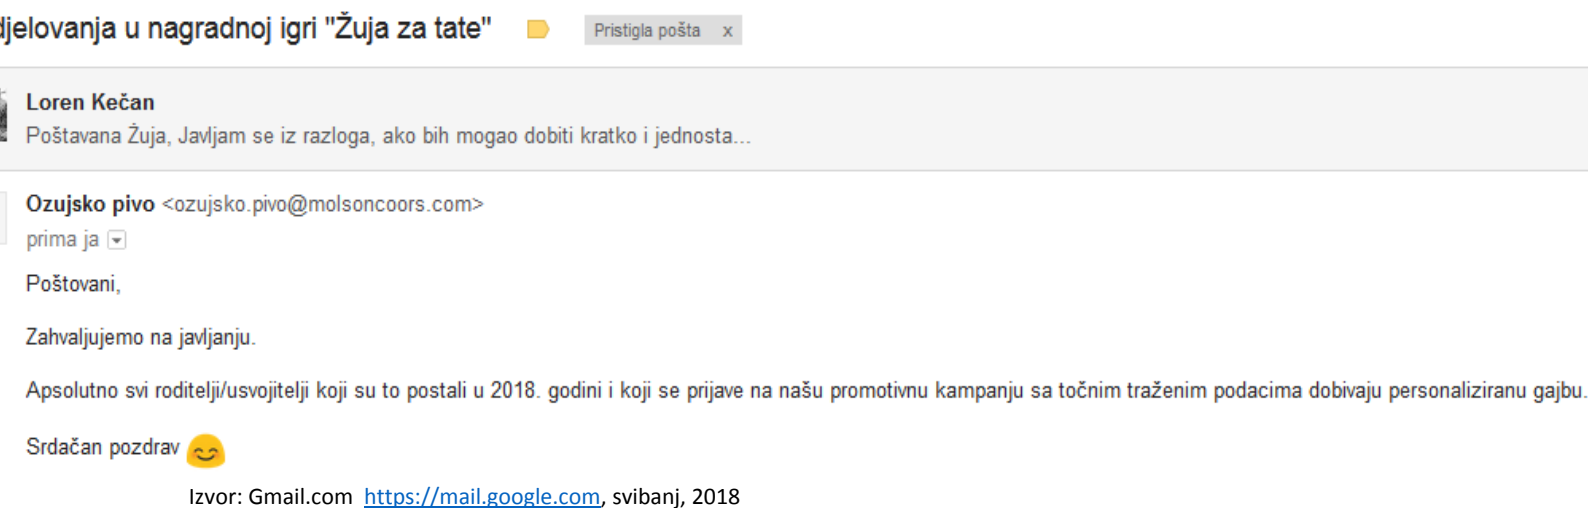 djelovanja u nagradnoj igri "Žuja za tate"
Pristigla pošta x
Loren Kečan
Poštavana Žuja, Javljam se iz razloga, ako bih mogao dobiti kratko i jednosta...
Ozujsko pivo <ozujsko.pivo@molsoncoors.com>
prima ja
Poštovani,
Zahvaljujemo na javljanju.
Apsolutno svi roditelji/usvojitelji koji su to postali u 2018. godini i koji se prijave na našu promotivnu kampanju sa točnim traženim podacima dobivaju personaliziranu gajbu.
Srdačan pozdrav
Izvor: Gmail.com https://mail.google.com, svibanj, 2018